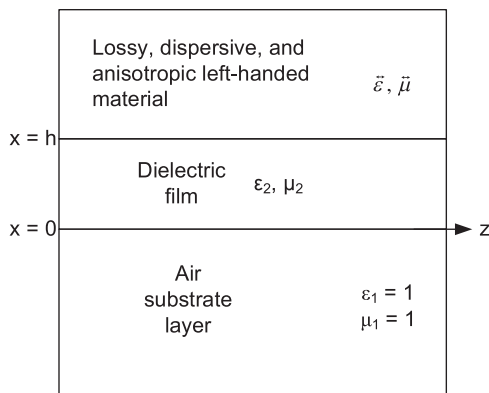 Lossy, dispersive, and
anisotropic left-handed
material
ε̈, μ̈
x = h
Dielectric
film
ε₂, μ₂
x = 0
z
Air
substrate
layer
ε₁ = 1
μ₁ = 1